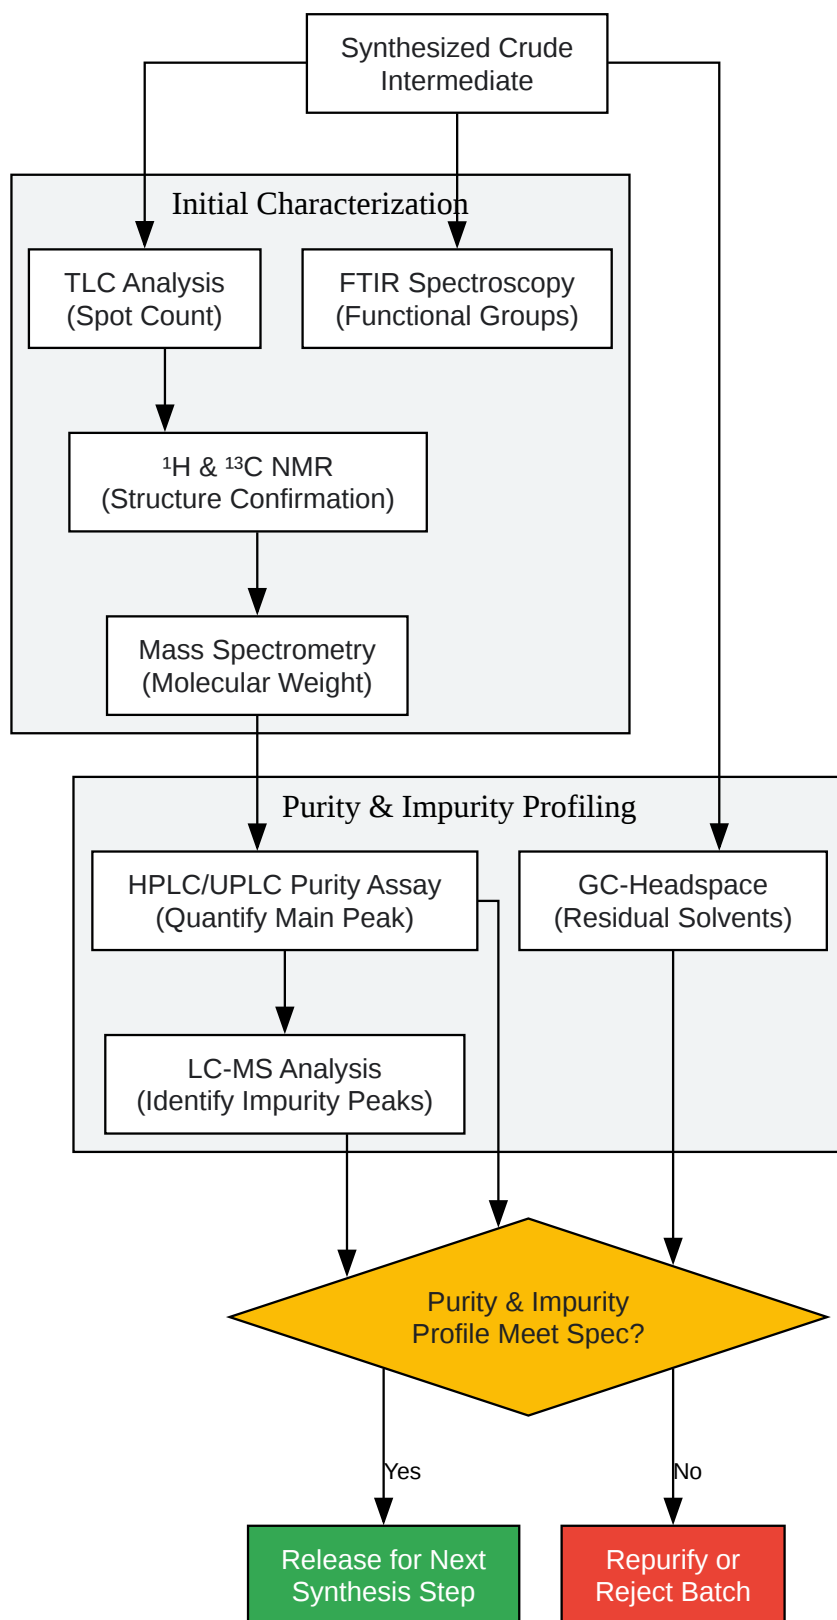 Synthesized Crude
Intermediate
Initial Characterization
TLC Analysis
(Spot Count)
FTIR Spectroscopy
(Functional Groups)
¹H & ¹³C NMR
(Structure Confirmation)
Mass Spectrometry
(Molecular Weight)
Purity & Impurity Profiling
HPLC/UPLC Purity Assay
(Quantify Main Peak)
GC-Headspace
(Residual Solvents)
LC-MS Analysis
(Identify Impurity Peaks)
Purity & Impurity
Profile Meet Spec?
Yes
No
Release for Next
Synthesis Step
Repurify or
Reject Batch